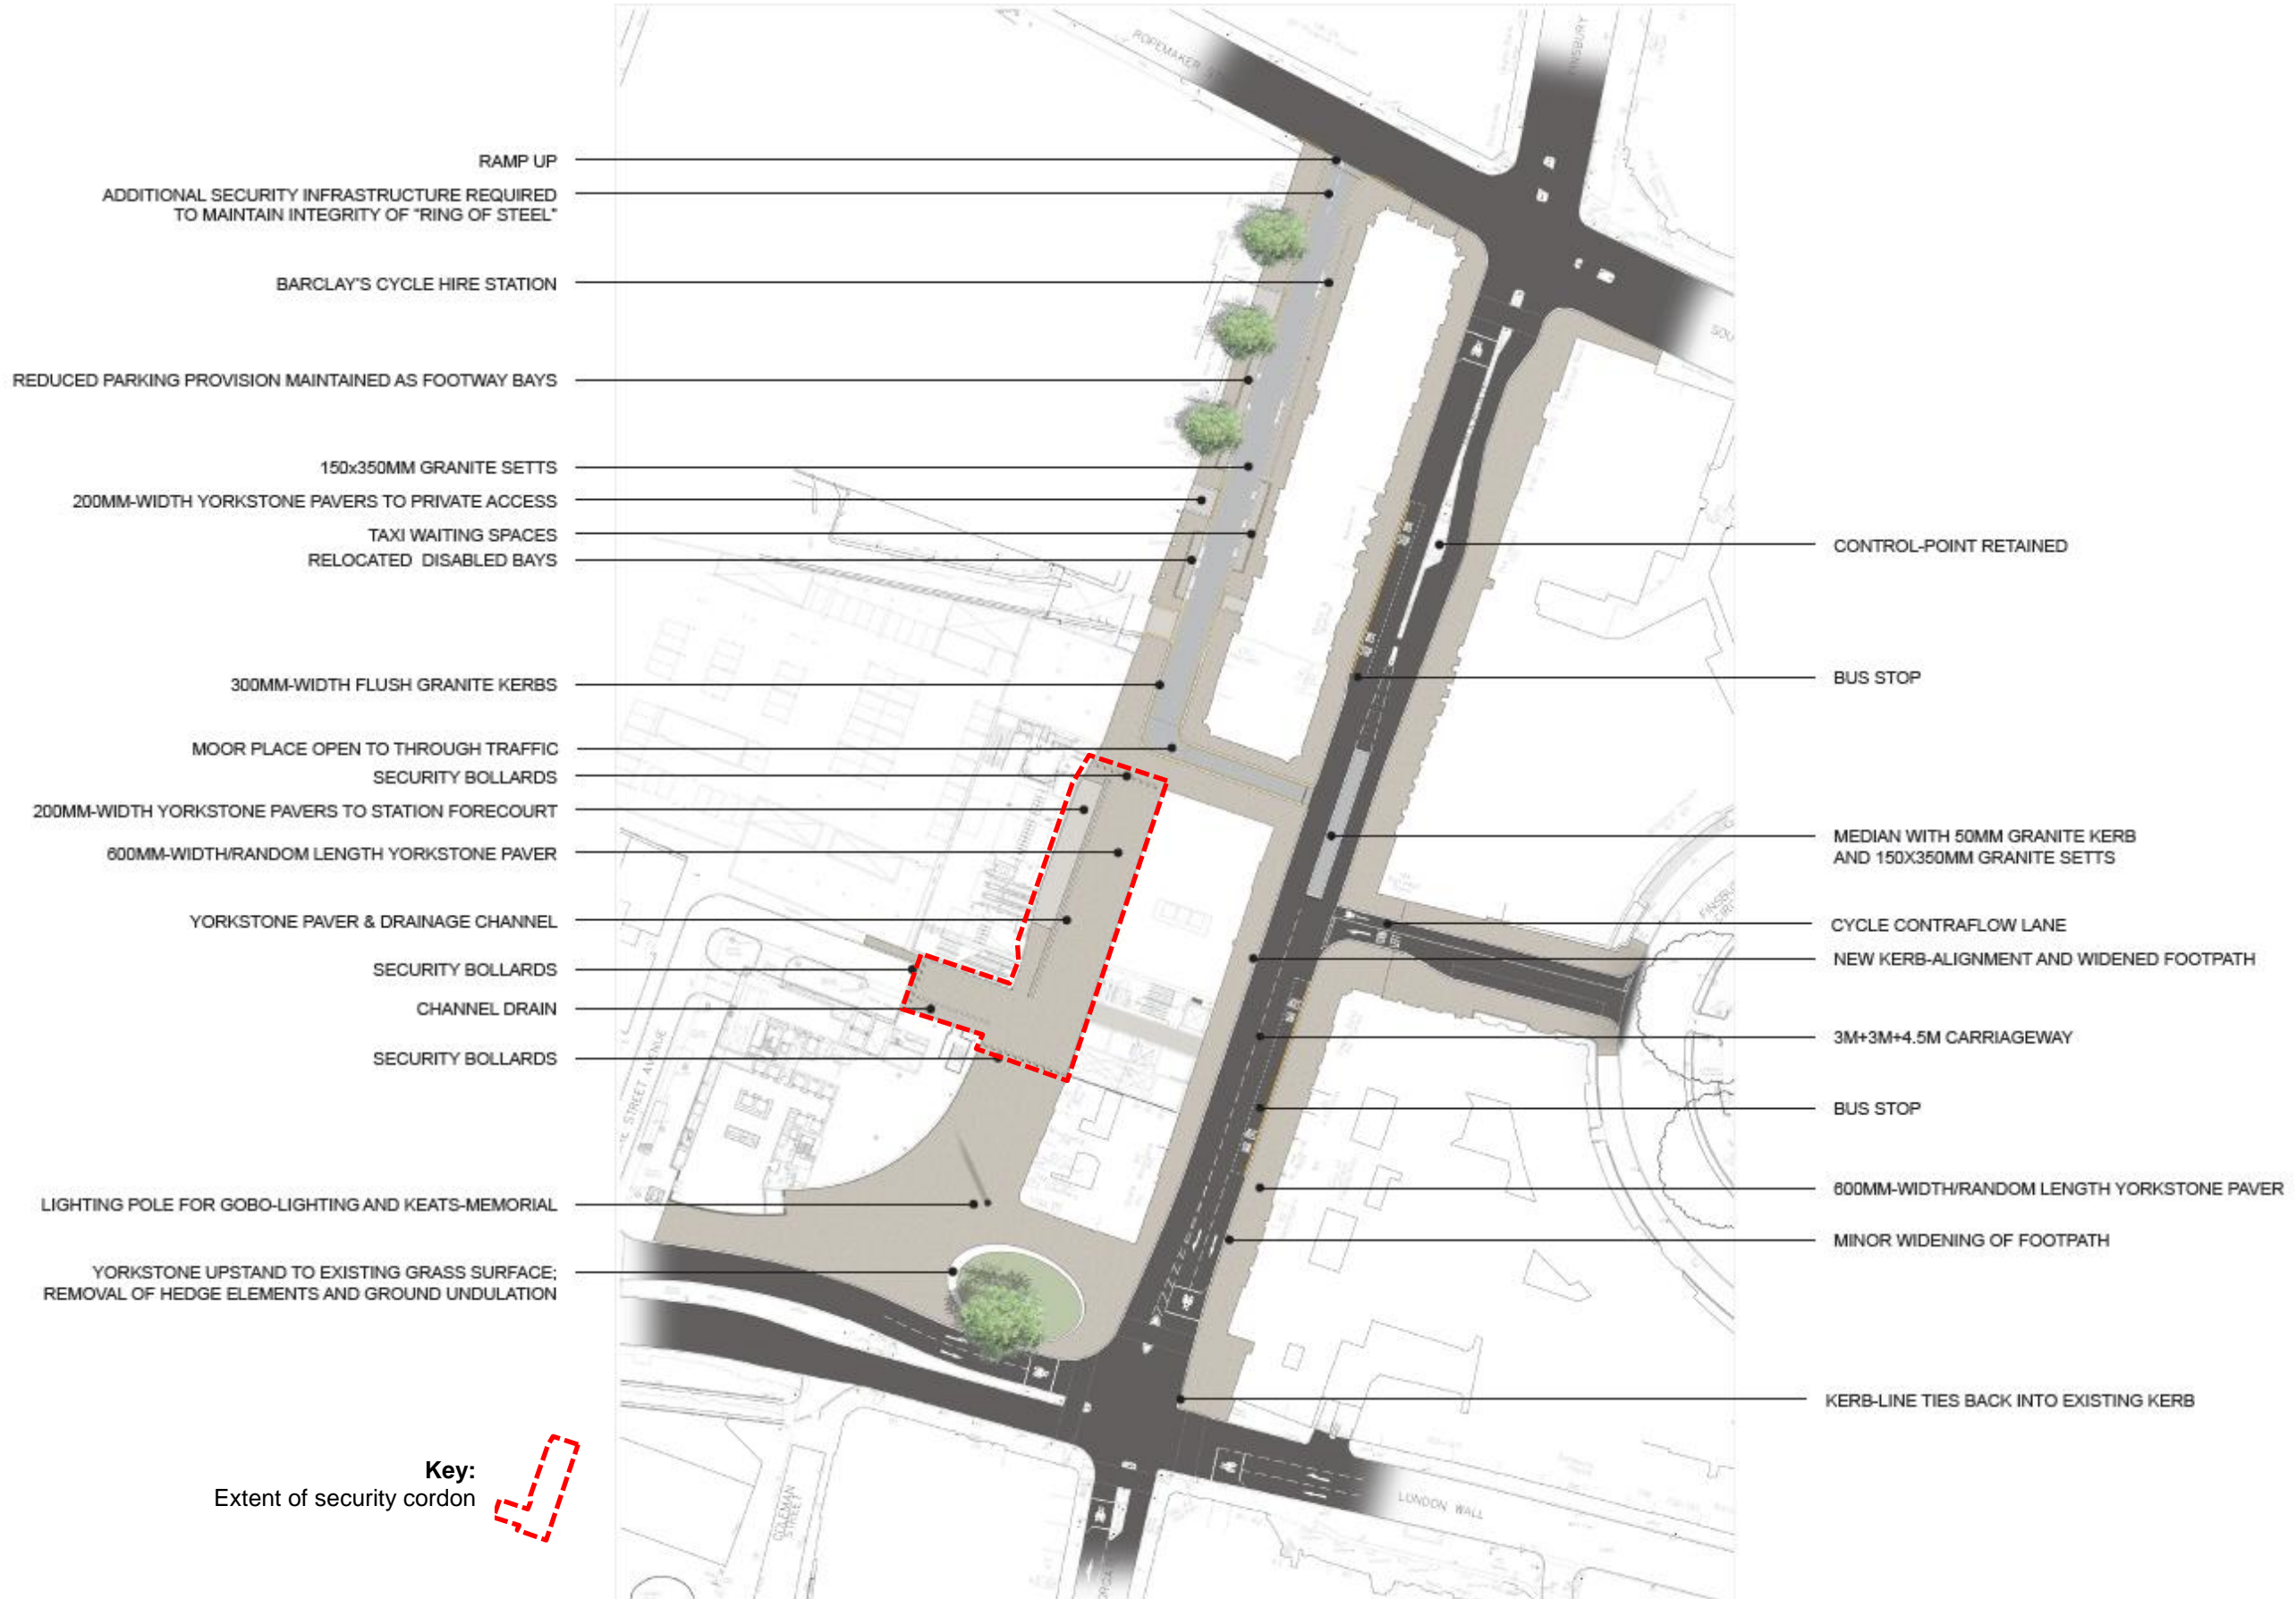 ROPEMAKER
FINSBURY
RAMP UP
ADDITIONAL SECURITY INFRASTRUCTURE REQUIRED
TO MAINTAIN INTEGRITY OF "RING OF STEEL"
BARCLAY'S CYCLE HIRE STATION
REDUCED PARKING PROVISION MAINTAINED AS FOOTWAY BAYS
150x350MM GRANITE SETTS
200MM-WIDTH YORKSTONE PAVERS TO PRIVATE ACCESS
TAXI WAITING SPACES
RELOCATED DISABLED BAYS
300MM-WIDTH FLUSH GRANITE KERBS
MOOR PLACE OPEN TO THROUGH TRAFFIC
SECURITY BOLLARDS
200MM-WIDTH YORKSTONE PAVERS TO STATION FORECOURT
600MM-WIDTH/RANDOM LENGTH YORKSTONE PAVER
YORKSTONE PAVER & DRAINAGE CHANNEL
SECURITY BOLLARDS
CHANNEL DRAIN
SECURITY BOLLARDS
LIGHTING POLE FOR GOBO-LIGHTING AND KEATS-MEMORIAL
YORKSTONE UPSTAND TO EXISTING GRASS SURFACE;
REMOVAL OF HEDGE ELEMENTS AND GROUND UNDULATION
Key:
Extent of security cordon
SOU
CONTROL-POINT RETAINED
BUS STOP
MEDIAN WITH 50MM GRANITE KERB
AND 150X350MM GRANITE SETTS
CYCLE CONTRAFLOW LANE
NEW KERB-ALIGNMENT AND WIDENED FOOTPATH
3M+3M+4.5M CARRIAGEWAY
BUS STOP
600MM-WIDTH/RANDOM LENGTH YORKSTONE PAVER
MINOR WIDENING OF FOOTPATH
KERB-LINE TIES BACK INTO EXISTING KERB
STREET AVENUE
COLEMAN
STREET
LONDON WALL